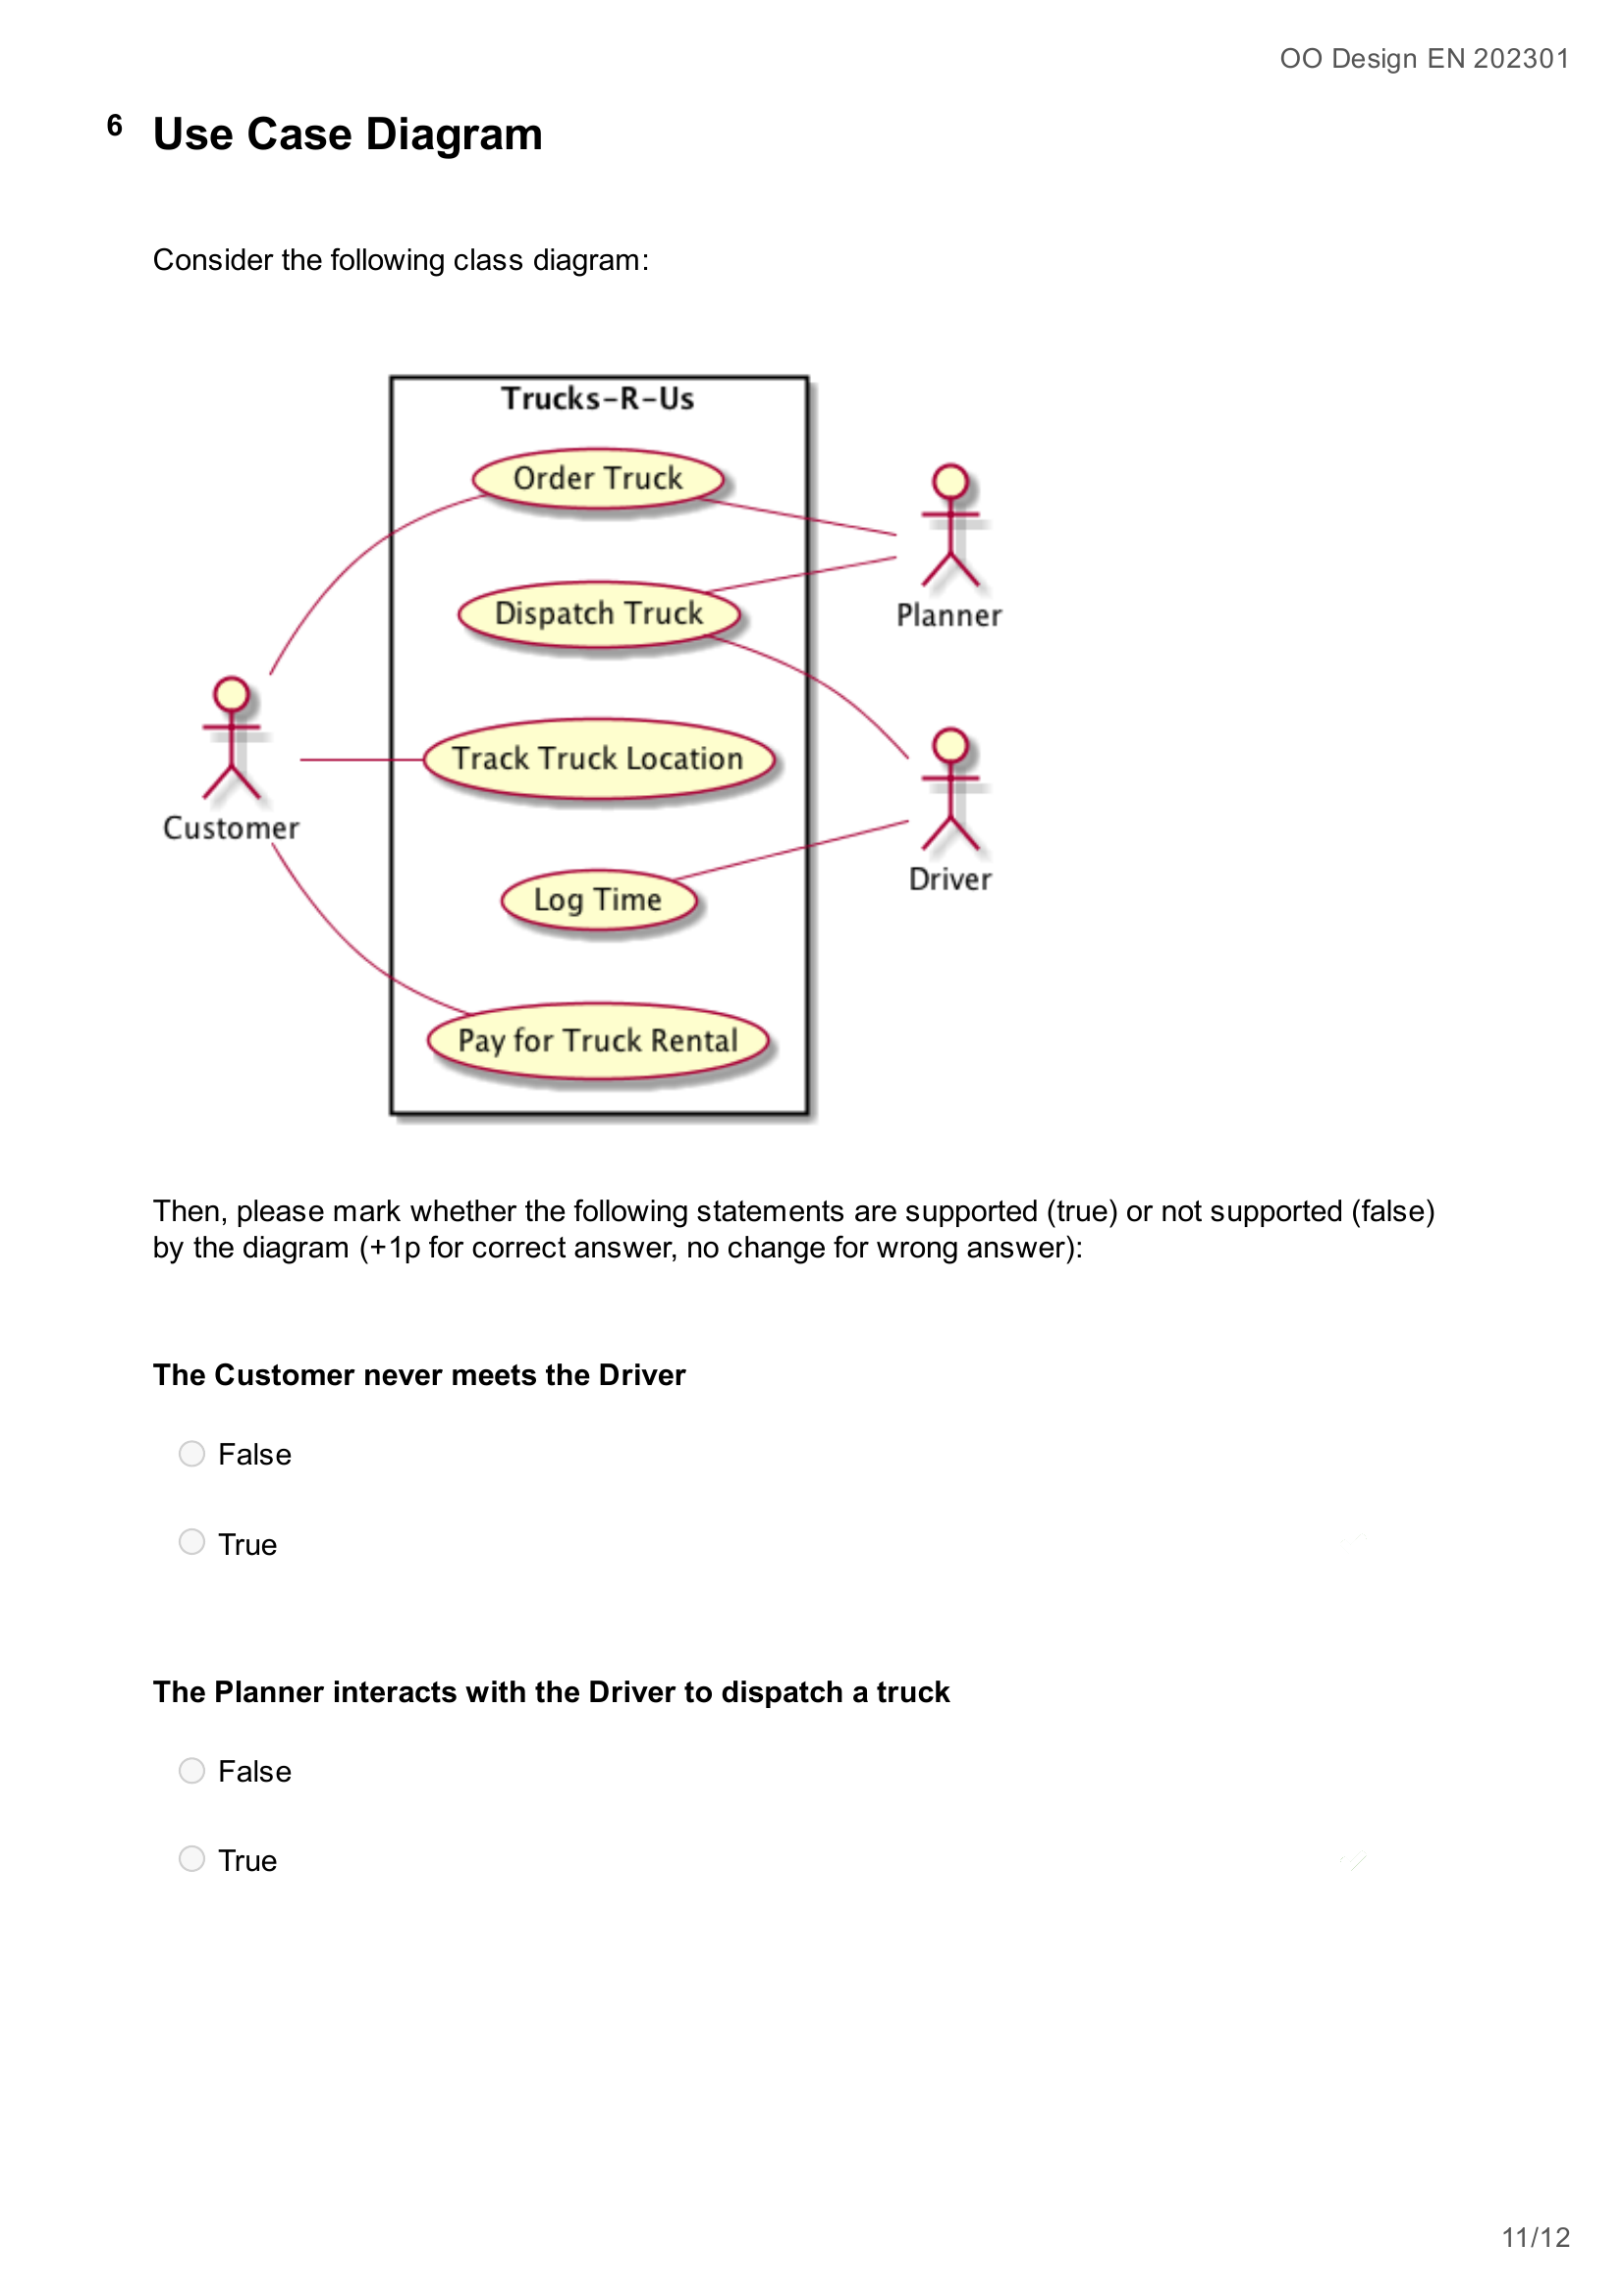 OO Design EN 202301
6 Use Case Diagram
Consider the following class diagram:
Trucks-R-Us
Order Truck
Dispatch Truck
Planner
Track Truck Location
Customer
Driver
Log Time
Pay for Truck Rental
Then, please mark whether the following statements are supported (true) or not supported (false)
by the diagram (+1p for correct answer, no change for wrong answer):
The Customer never meets the Driver
False
True
The Planner interacts with the Driver to dispatch a truck
False
True
11/12